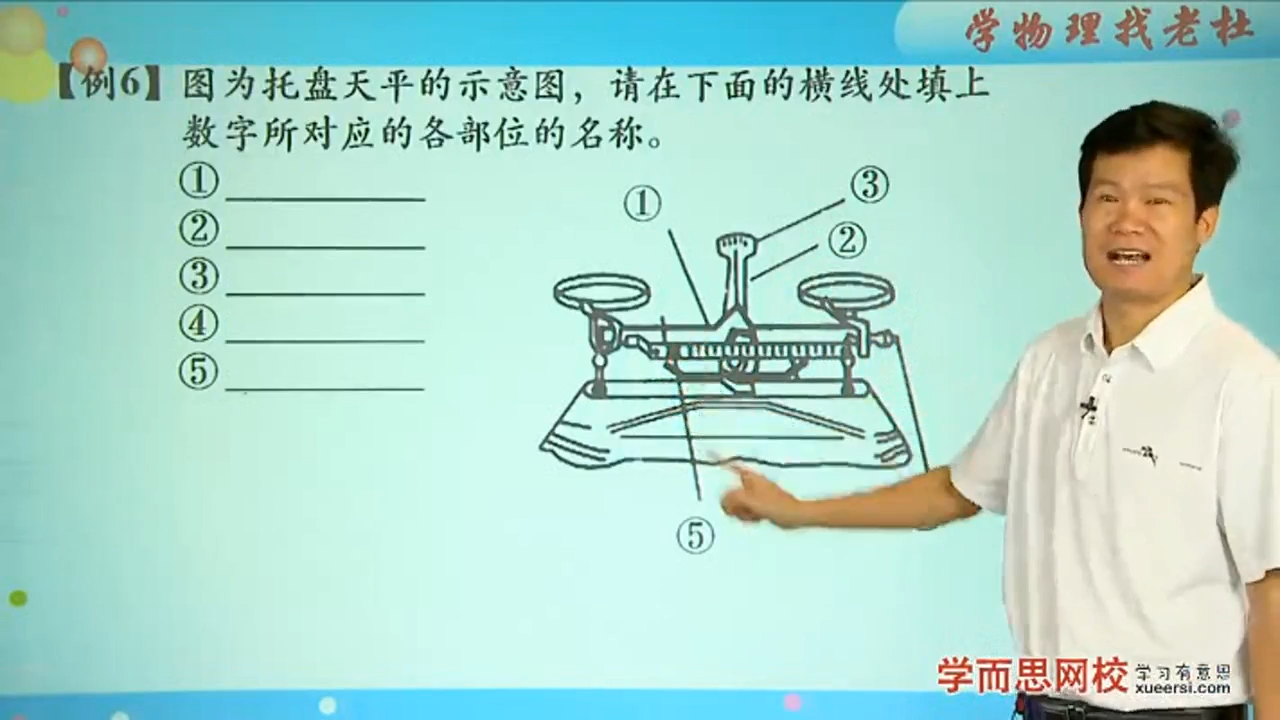 学物理找老杜
【例6】图为托盘天平的示意图，请在下面的横线处填上
数字所对应的各部位的名称。
①
②
③
④
⑤
①
③
②
⑤
学而思网校
学习有意思
xueersi.com